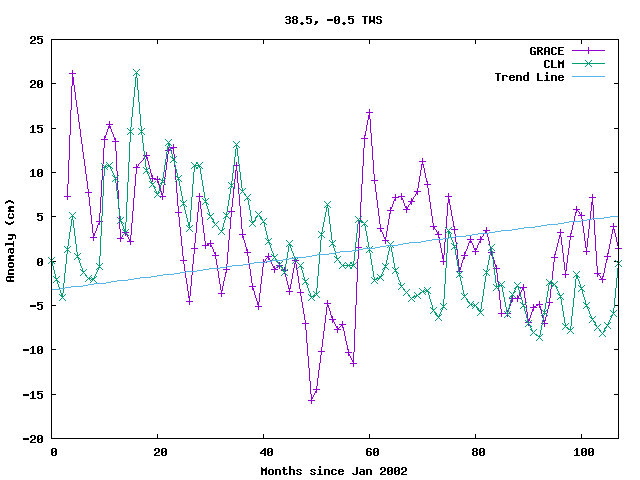 38.5, -0.5 TWS
GRACE
CLM
Trend Line
Anomaly (cm)
25
20
15
10
5
0
-5
-10
-15
-20
0 20 40 60 80 100
Months since Jan 2002